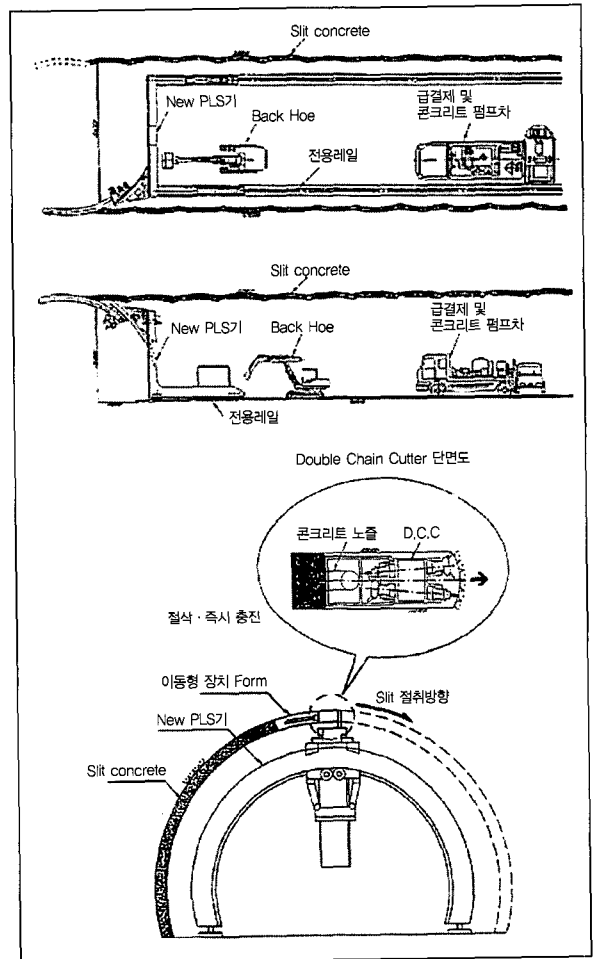 Slit concrete
New PLS기
Back Hoe
급결제 및
콘크리트 펌프차
전용레일
Slit concrete
New PLS기
Back Hoe
급결제 및
콘크리트 펌프차
전용레일
Double Chain Cutter 단면도
콘크리트 노즐
D.C.C
절삭 · 즉시 충진
이동형 장치 Form
Slit 절취방향
New PLS기
Slit concrete